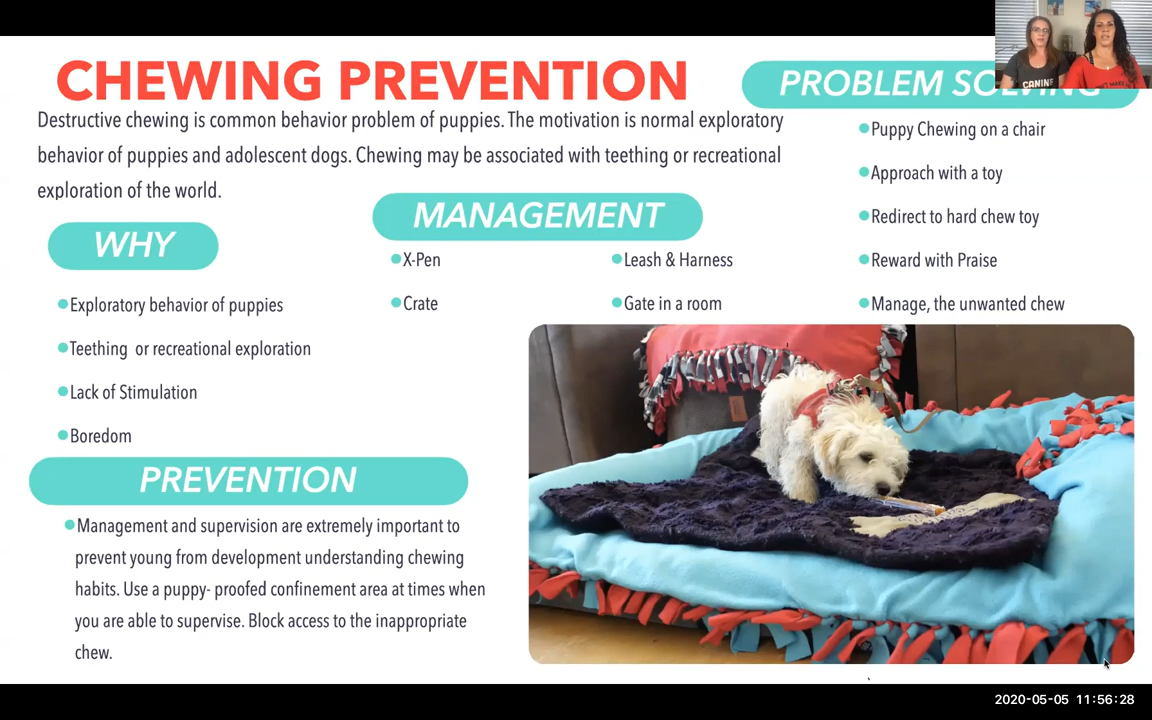 CHEWING PREVENTION
Destructive chewing is common behavior problem of puppies. The motivation is normal exploratory
behavior of puppies and adolescent dogs. Chewing may be associated with teething or recreational
exploration of the world.
WHY
•Exploratory behavior of puppies
•Teething or recreational exploration
•Lack of Stimulation
•Boredom
MANAGEMENT
•X-Pen
•Crate
•Leash & Harness
•Gate in a room
PROBLEM SOLVING
•Puppy Chewing on a chair
•Approach with a toy
•Redirect to hard chew toy
•Reward with Praise
•Manage, the unwanted chew
PREVENTION
•Management and supervision are extremely important to
prevent young from development understanding chewing
habits. Use a puppy- proofed confinement area at times when
you are able to supervise. Block access to the inappropriate
chew.
CANINE
2020-05-05 11:56:28